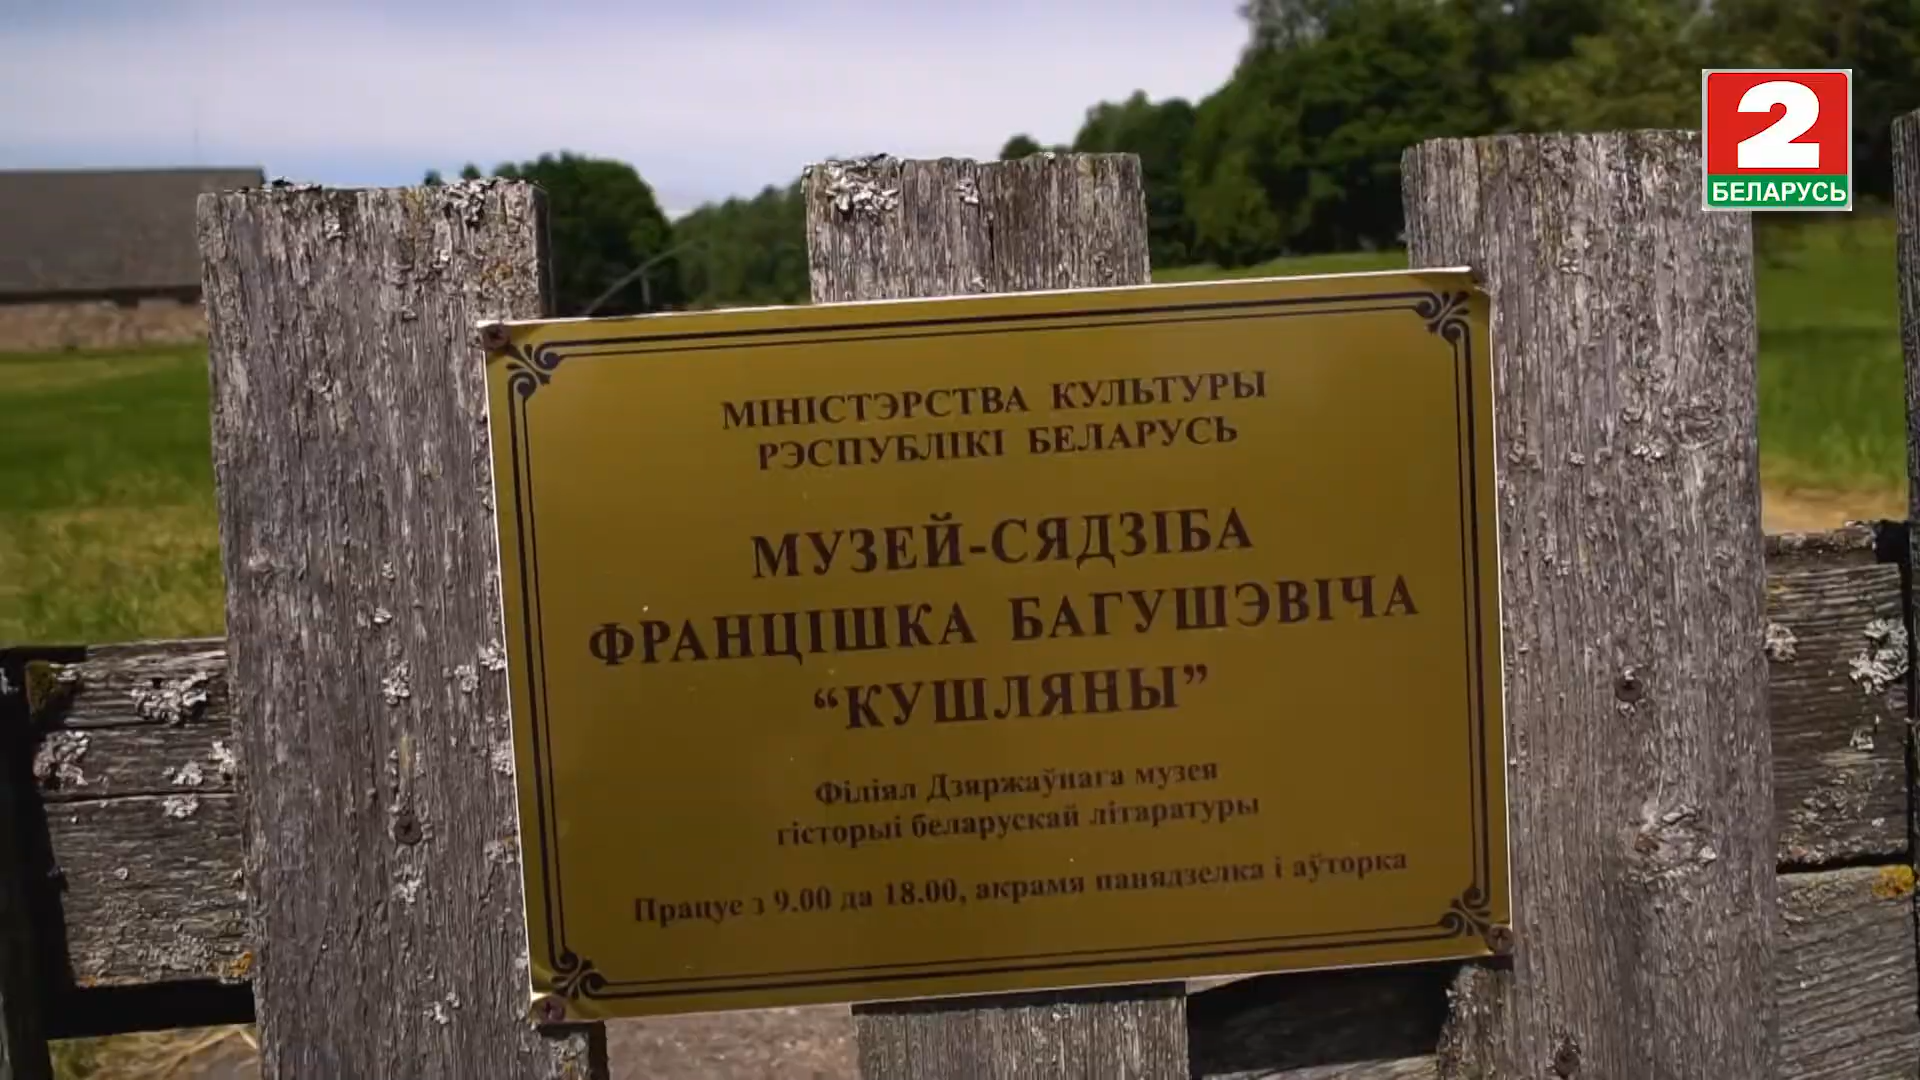 2
БЕЛАРУСЬ
МІНІСТЭРСТВА КУЛЬТУРЫ
РЭСПУБЛІКІ БЕЛАРУСЬ
МУЗЕЙ-СЯДЗІБА
ФРАНЦІШКА БАГУШЭВІЧА
“КУШЛЯНЫ”
Філіял Дзяржаўнага музея
гісторыі беларускай літаратуры
Працуе з 9.00 да 18.00, акрамя панядзелка і аўторка